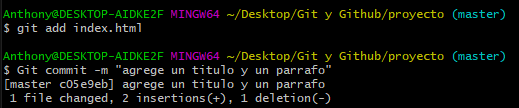 Anthony@DESKTOP-AIDKE2F MINGW64 ~/Desktop/Git y Github/proyecto (master)
$ git add index.html
Anthony@DESKTOP-AIDKE2F MINGW64 ~/Desktop/Git y Github/proyecto (master)
$ Git commit -m "agrege un titulo y un parrafo"
[master c05e9eb] agrege un titulo y un parrafo
1 file changed, 2 insertions(+), 1 deletion(-)